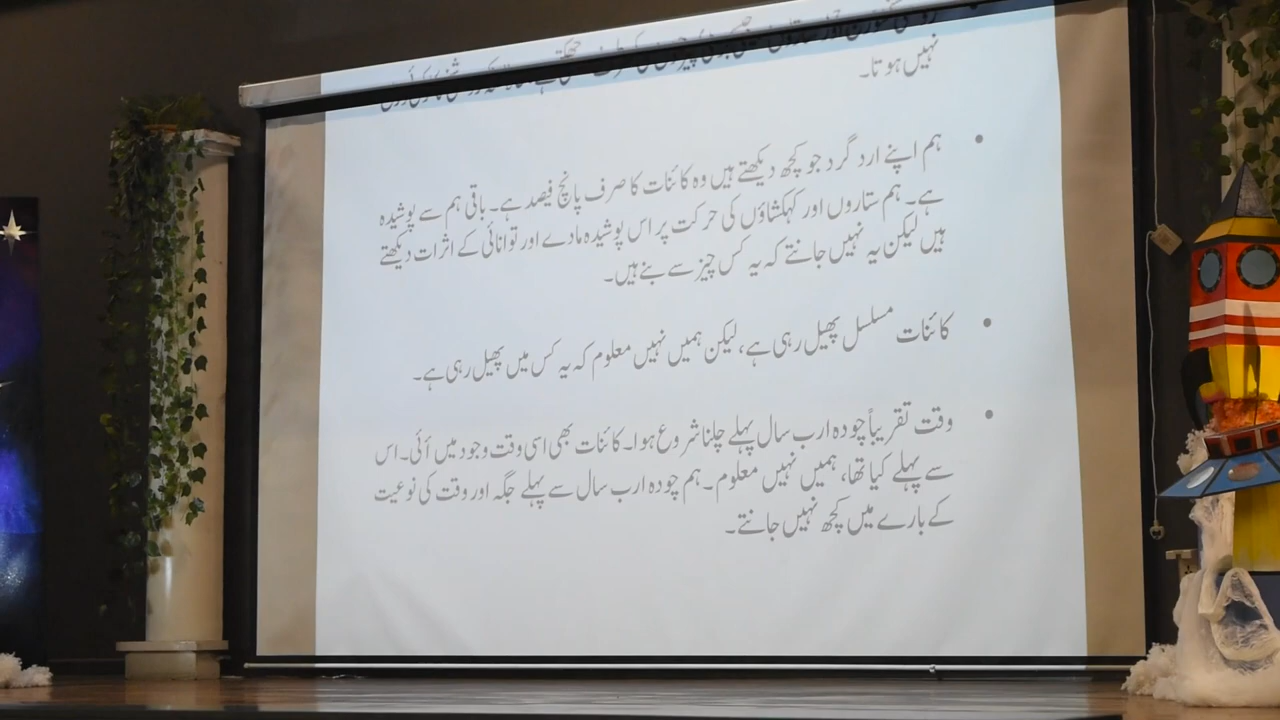 نہیں ہوتا۔
ہم اپنے ارد گرد جو کچھ دیکھتے ہیں وہ کائنات کا صرف پانچ فیصد ہے۔ باقی ہم سے پوشیدہ
ہے۔ ہم ستاروں اور کہکشاؤں کی حرکت پر اس پوشیدہ مادے اور توانائی کے اثرات دیکھتے
ہیں لیکن یہ نہیں جانتے کہ یہ کس چیز سے بنے ہیں۔
کائنات مسلسل پھیل رہی ہے، لیکن ہمیں نہیں معلوم کہ یہ کس میں پھیل رہی ہے۔
وقت تقریباً چودہ ارب سال پہلے چلنا شروع ہوا۔ کائنات بھی اسی وقت وجود میں آئی۔ اس
سے پہلے کیا تھا، ہمیں نہیں معلوم۔ ہم چودہ ارب سال سے پہلے جگہ اور وقت کی نوعیت
کے بارے میں کچھ نہیں جانتے۔